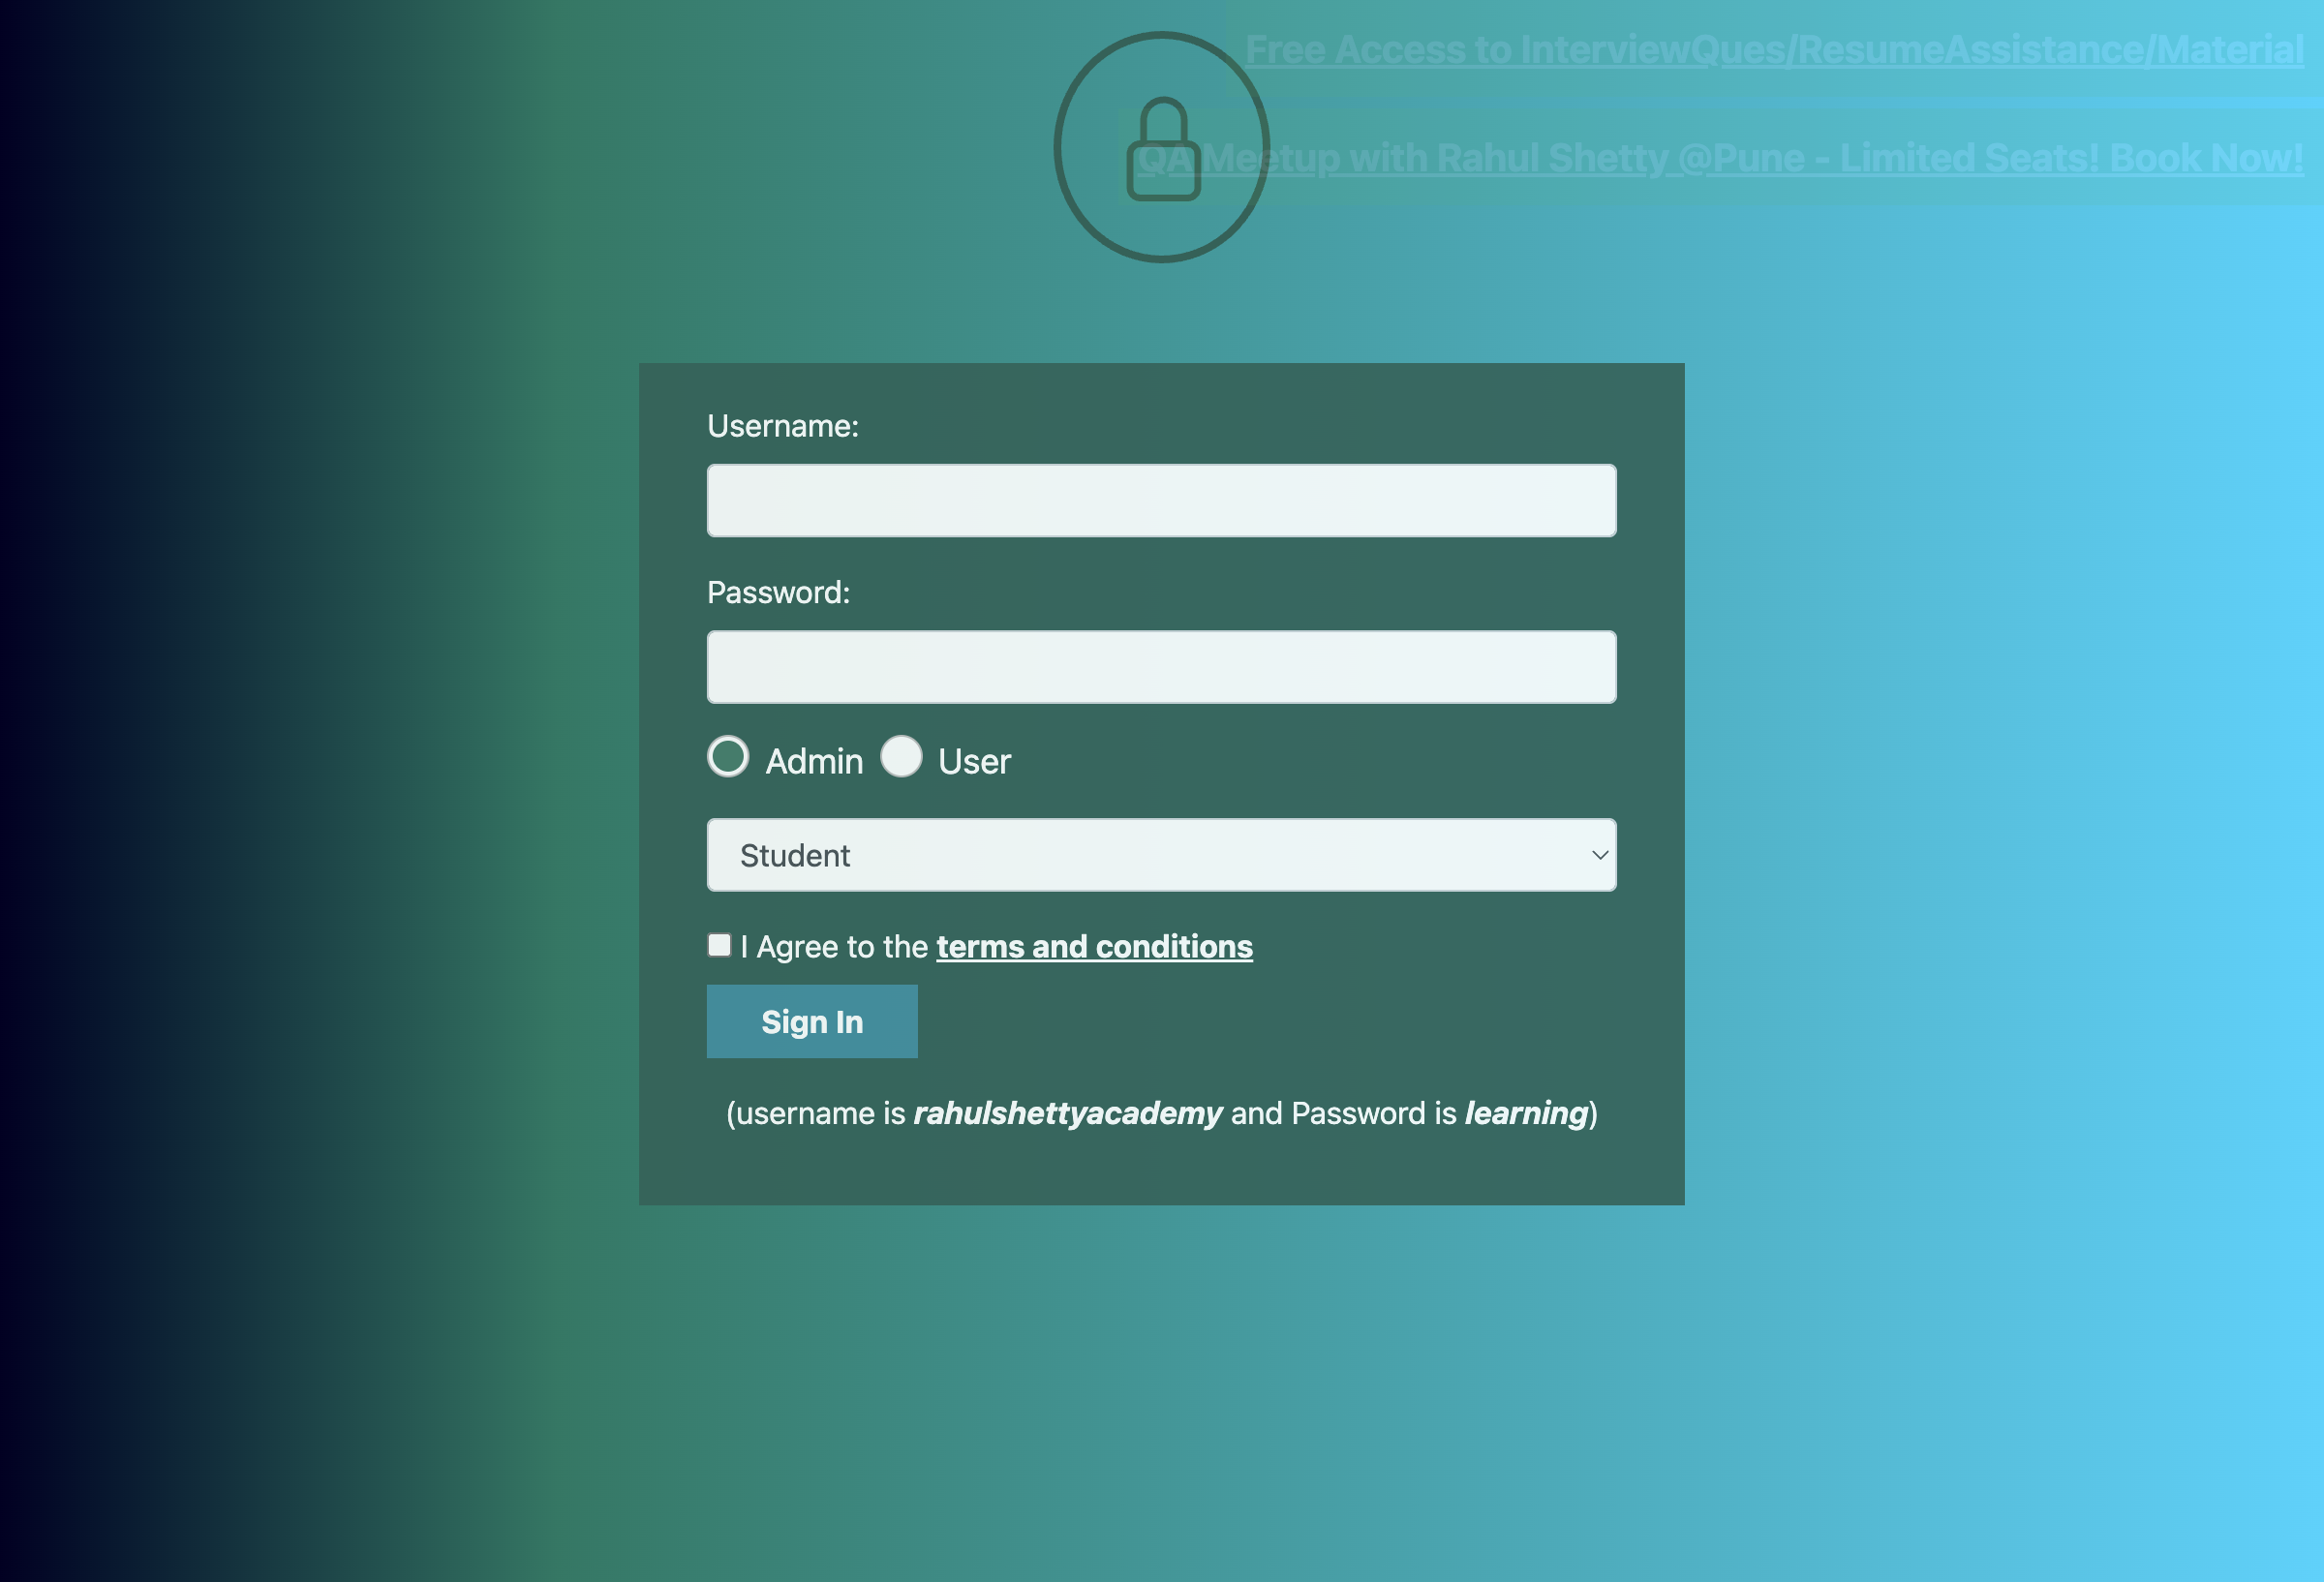 Free Access to InterviewQues/ResumeAssistance/Material
QA Meetup with Rahul Shetty @Pune - Limited Seats! Book Now!
Username:
Password:
Admin User
Student
I Agree to the terms and conditions
Sign In
(username is rahulshettyacademy and Password is learning)